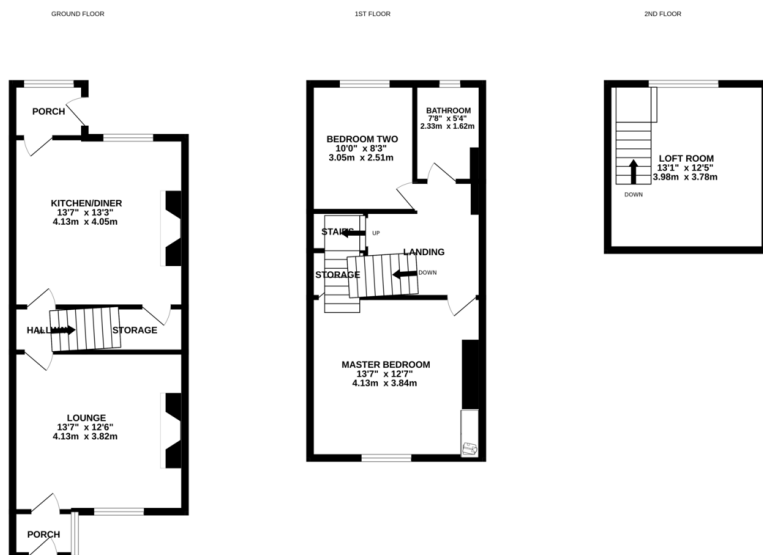 GROUND FLOOR
PORCH
KITCHEN/DINER
13'7" x 13'3"
4.13m x 4.05m
STORAGE
LOUNGE
13'7" x 12'6"
4.13m x 3.82m
PORCH
1ST FLOOR
BATHROOM
7'8" x 5'4"
2.33m x 1.62m
BEDROOM TWO
10'0" x 8'3"
3.05m x 2.51m
STAIRS
UP
LANDING
STORAGE
DOWN
MASTER BEDROOM
13'7" x 12'7"
4.13m x 3.84m
2ND FLOOR
LOFT ROOM
13'1" x 12'5"
3.98m x 3.78m
DOWN